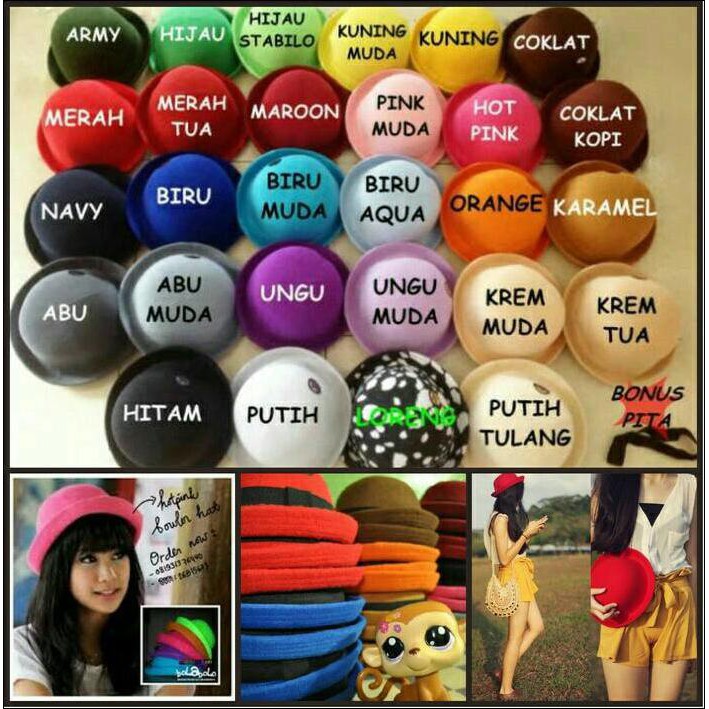 ARMY
HIJAU
HIJAU
STABILO
KUNING
MUDA
KUNING
COKLAT
MERAH
MERAH
TUA
MAROON
PINK
MUDA
HOT
PINK
COKLAT
KOPI
NAVY
BIRU
BIRU
MUDA
BIRU
AQUA
ORANGE
KARAMEL
ABU
ABU
MUDA
UNGU
UNGU
MUDA
KREM
MUDA
KREM
TUA
HITAM
PUTIH
LORENG
PUTIH
TULANG
BONUS
PITA
hotpink
bowler hat
Order now :
bolabola